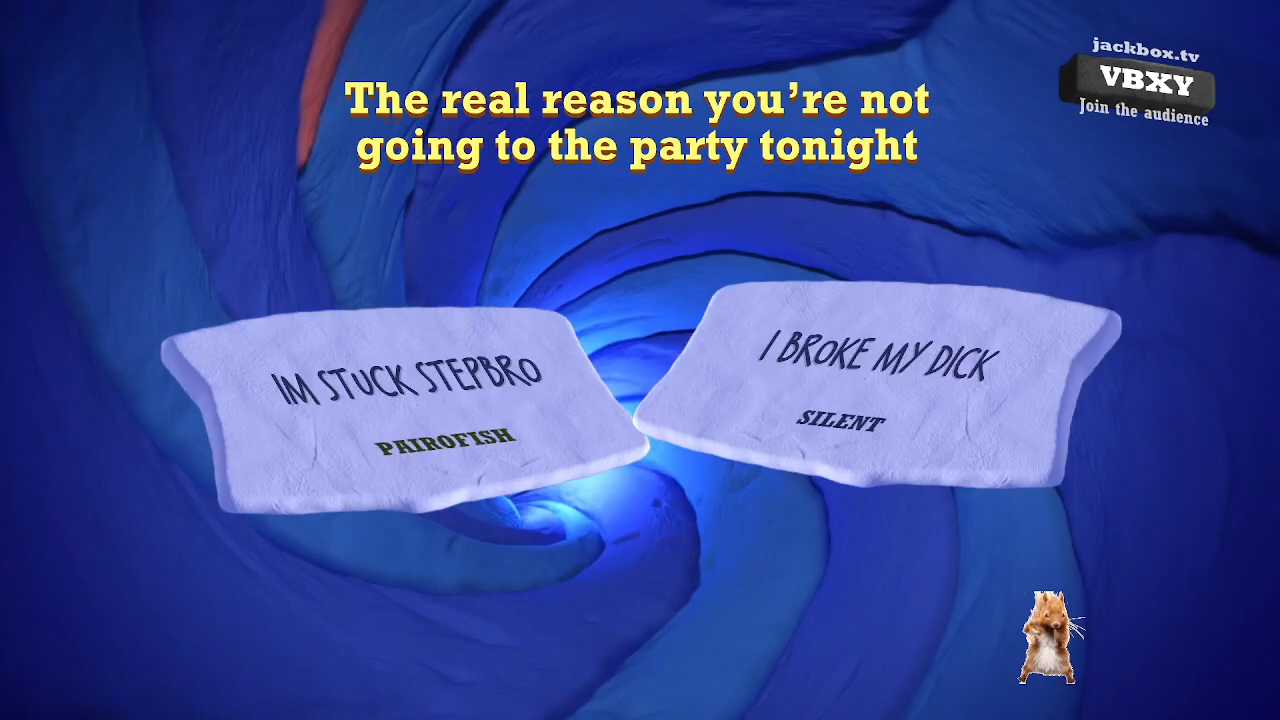 jackbox.tv
VBXY
Join the audience
The real reason you're not
going to the party tonight
IM STUCK STEPBRO
PAIROFISH
I BROKE MY DICK
SILENT